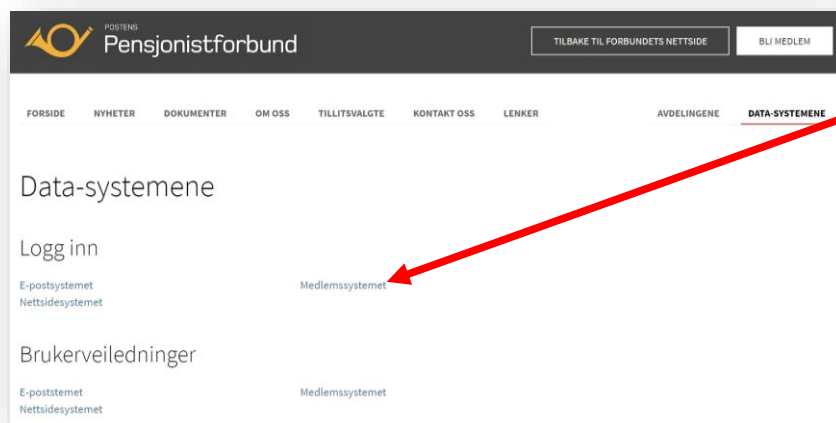 POSTENS
Pensjonistforbund
TILBAKE TIL FORBUNDETS NETTSIDE BLI MEDLEM
FORSIDE NYHETER DOKUMENTER OM OSS TILLITSVALGTE KONTAKT OSS LENKER AVDELINGENE DATA-SYSTEMENE
Data-systemene
Logg inn
E-postsystemet Medlemssystemet
Nettsidesystemet
Brukerveiledninger
E-poststemet Medlemssystemet
Nettsidesystemet